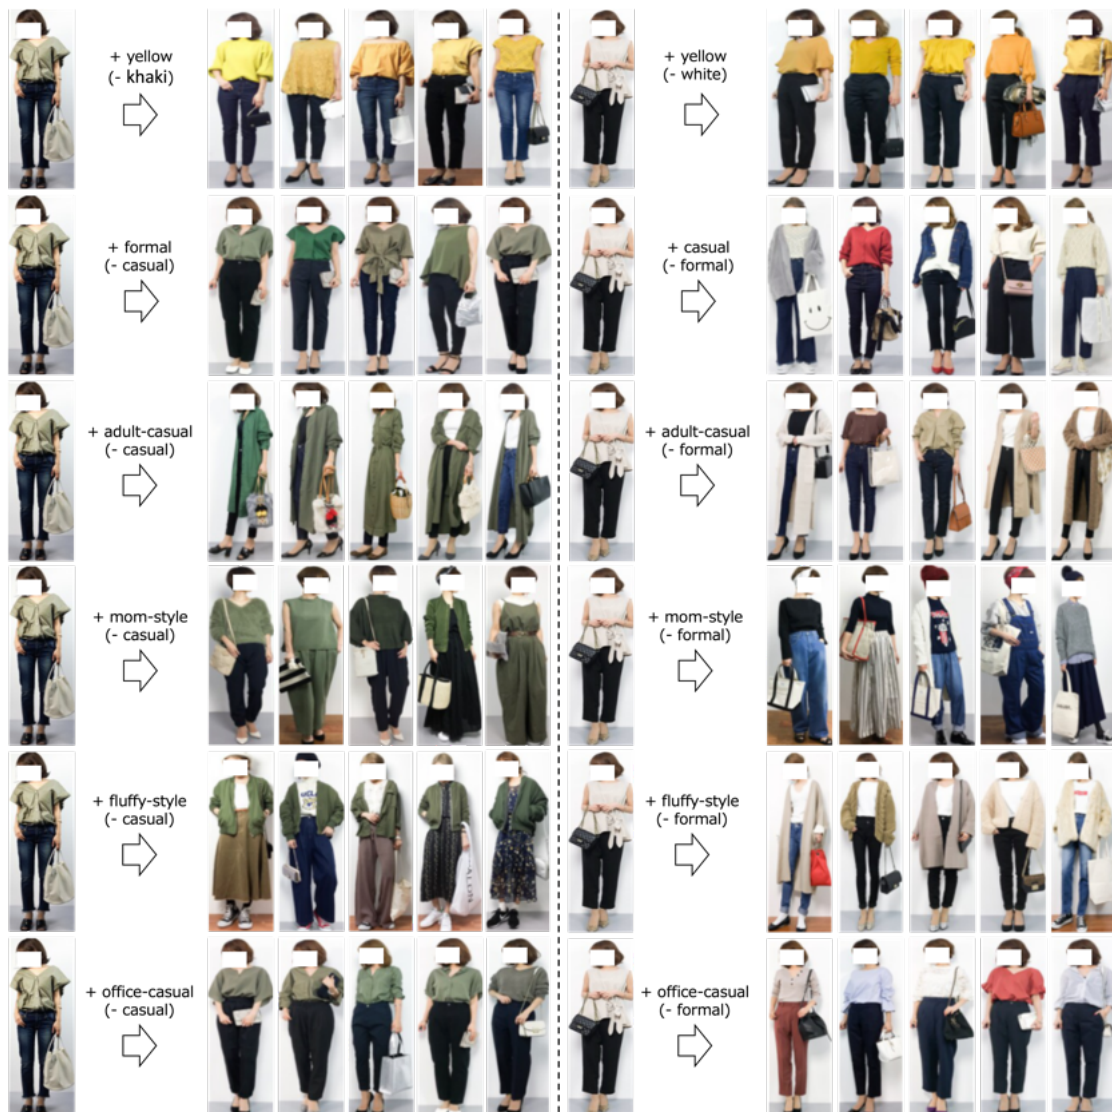 + yellow
(- khaki)
+ yellow
(- white)
+ formal
(- casual)
+ casual
(- formal)
+ adult-casual
(- casual)
+ adult-casual
(- formal)
+ mom-style
(- casual)
+ mom-style
(- formal)
+ fluffy-style
(- casual)
+ fluffy-style
(- formal)
+ office-casual
(- casual)
+ office-casual
(- formal)